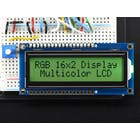 RGB 16x2 Display
Multicolor LCD